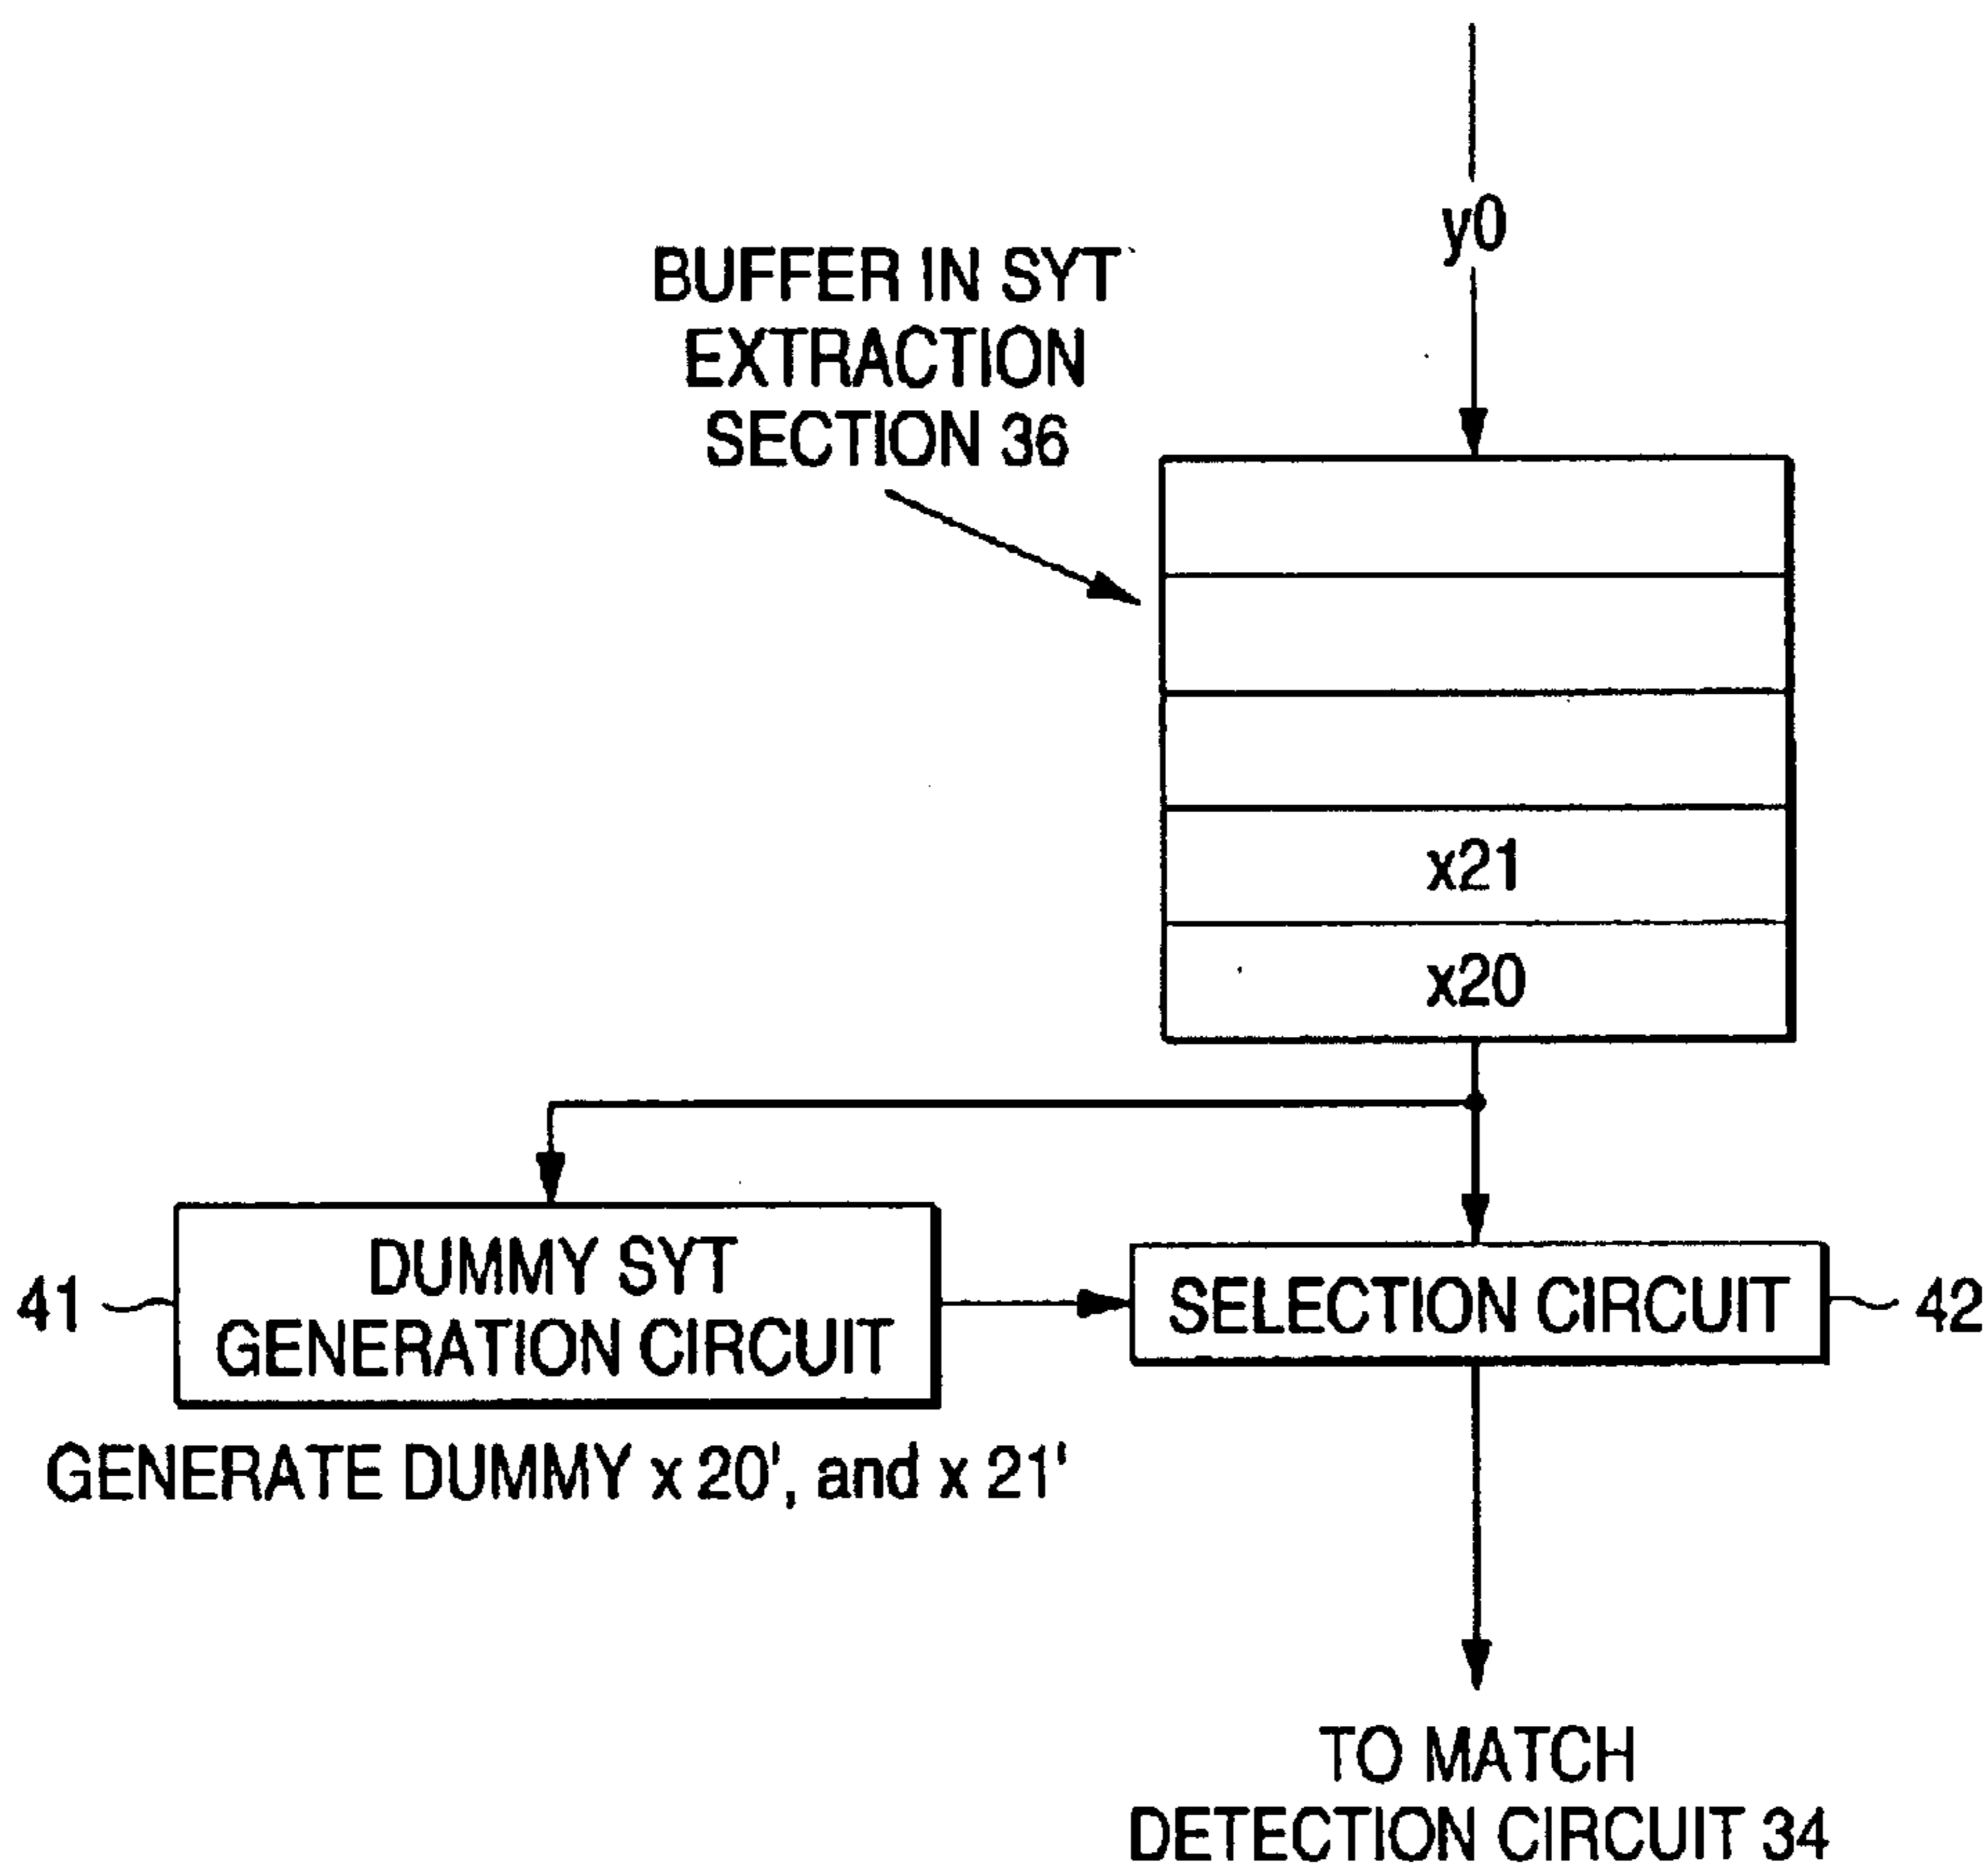 y0
BUFFER IN SYT
EXTRACTION
SECTION 36
x21
x20
41
DUMMY SYT
GENERATION CIRCUIT
SELECTION CIRCUIT
42
GENERATE DUMMY x 20', and x 21'
TO MATCH
DETECTION CIRCUIT 34